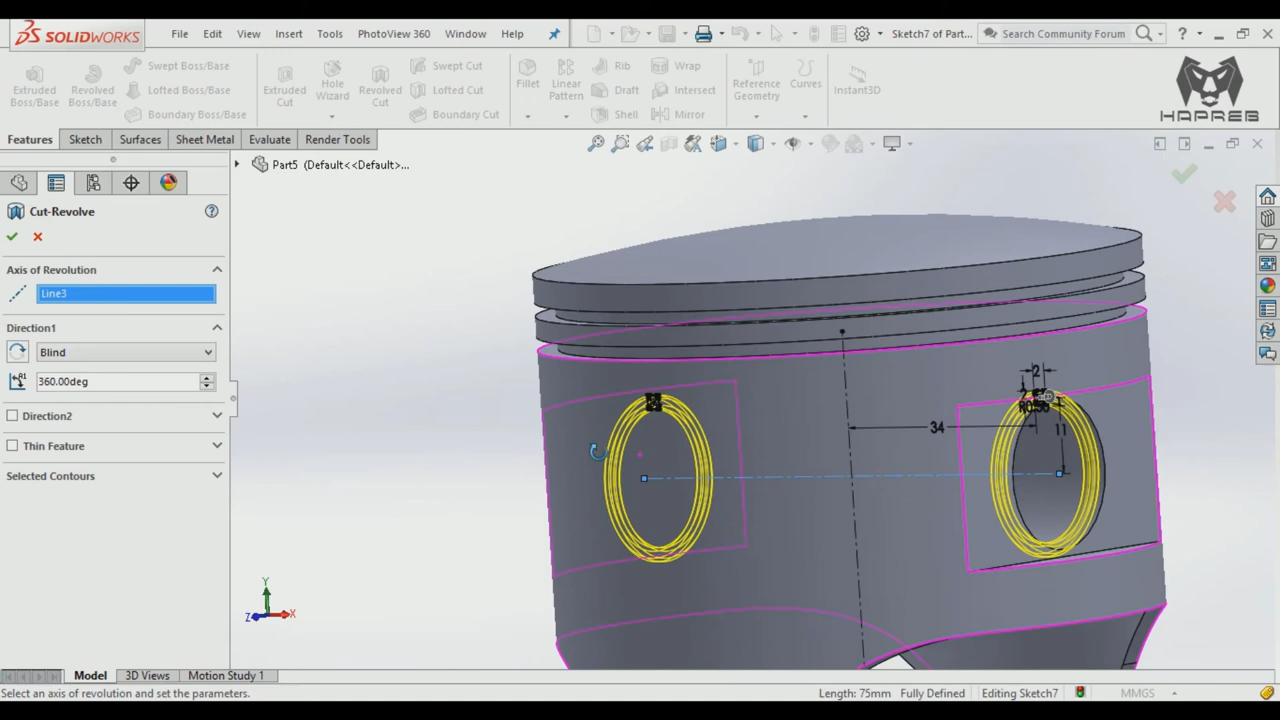 SOLIDWORKS File Edit View Insert Tools PhotoView 360 Window Help Sketch7 of Part... Search Community Forum ?
Extruded Boss/Base
Revolved Boss/Base
Swept Boss/Base
Lofted Boss/Base
Boundary Boss/Base
Extruded Cut
Hole Wizard
Revolved Cut
Swept Cut
Lofted Cut
Boundary Cut
Fillet
Linear Pattern
Rib
Draft
Shell
Wrap
Intersect
Mirror
Reference Geometry
Curves
Instant3D
HAPREB
Features Sketch Surfaces Sheet Metal Evaluate Render Tools
Part5 (Default<<Default>...
Cut-Revolve
Axis of Revolution
Line3
Direction1
Blind
360.00deg
Direction2
Thin Feature
Selected Contours
2
34
11
Y
Z
X
Model 3D Views Motion Study 1
Select an axis of revolution and set the parameters. Length: 75mm Fully Defined Editing Sketch7 MMGS